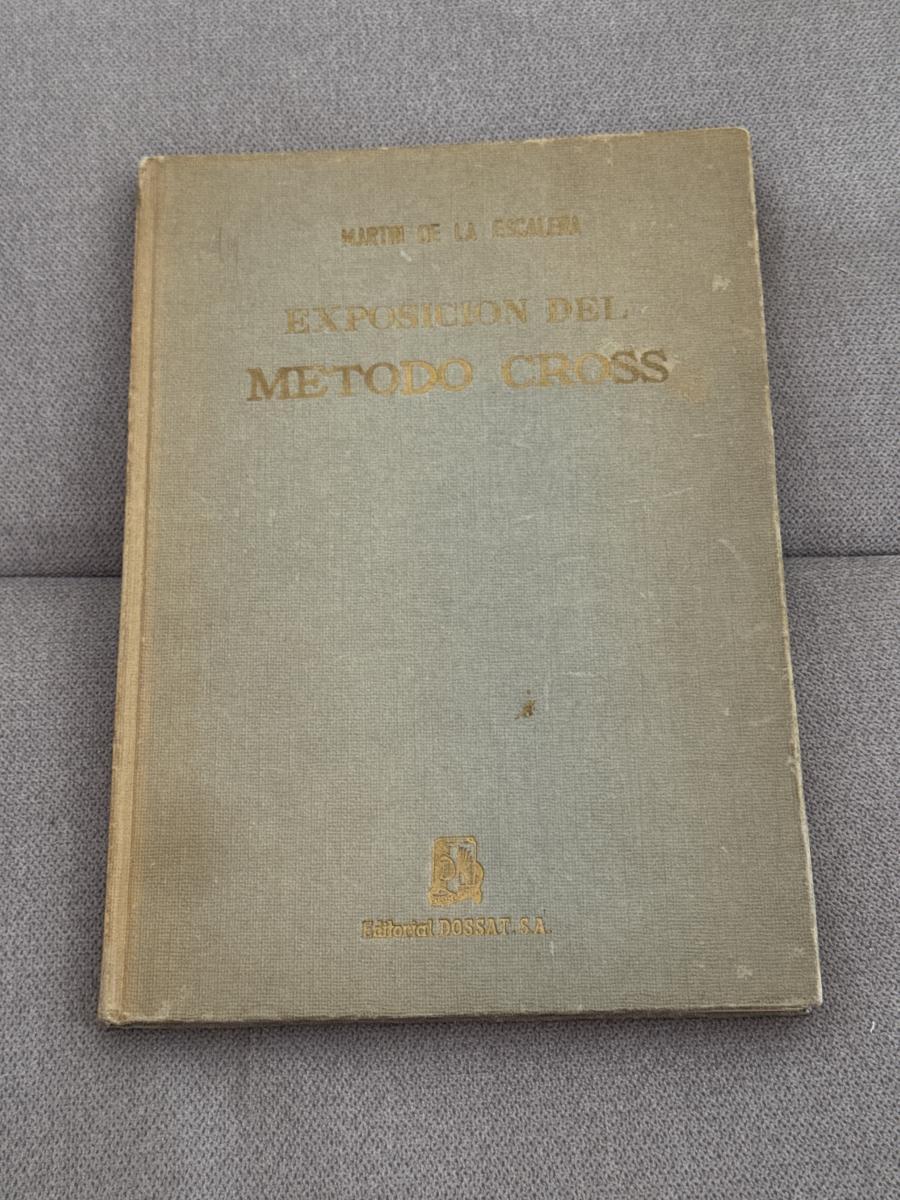 MARTIN DE LA ESCALERA
EXPOSICION DEL
METODO CROSS
Editorial DOSSAT. S.A.